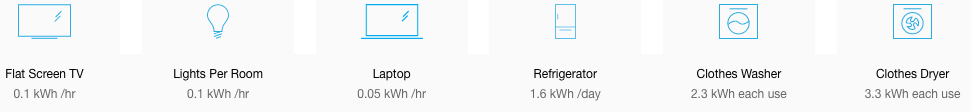 Flat Screen TV
0.1 kWh /hr
Lights Per Room
0.1 kWh /hr
Laptop
0.05 kWh /hr
Refrigerator
1.6 kWh /day
Clothes Washer
2.3 kWh each use
Clothes Dryer
3.3 kWh each use